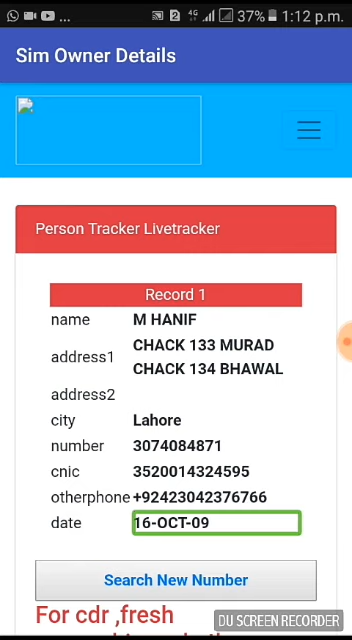 ... 4G 37% 1:12 p.m.
Sim Owner Details
Person Tracker Livetracker
Record 1
name M HANIF
address1 CHACK 133 MURAD
CHACK 134 BHAWAL
address2
city Lahore
number 3074084871
cnic 3520014324595
otherphone +92423042376766
date 16-OCT-09
Search New Number
For cdr ,fresh
DU SCREEN RECORDER